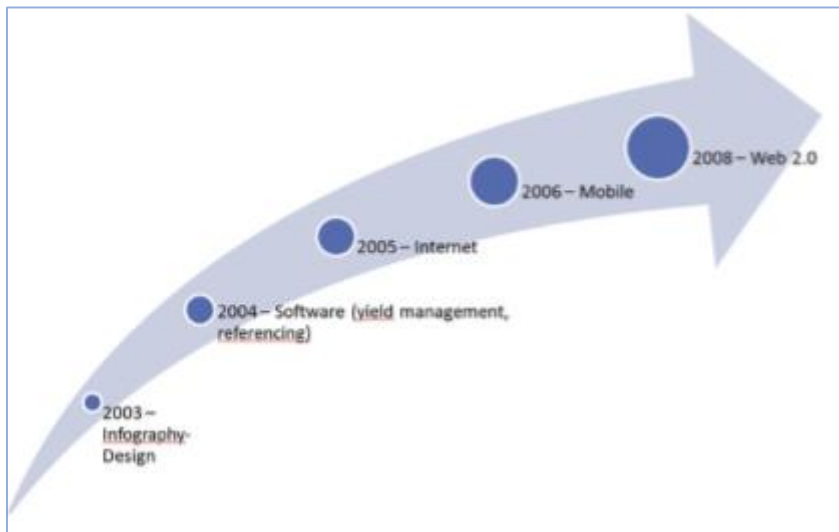 2008 – Web 2.0
2006 – Mobile
2005 – Internet
2004 – Software (yield management,
referencing)
2003 –
Infography-
Design